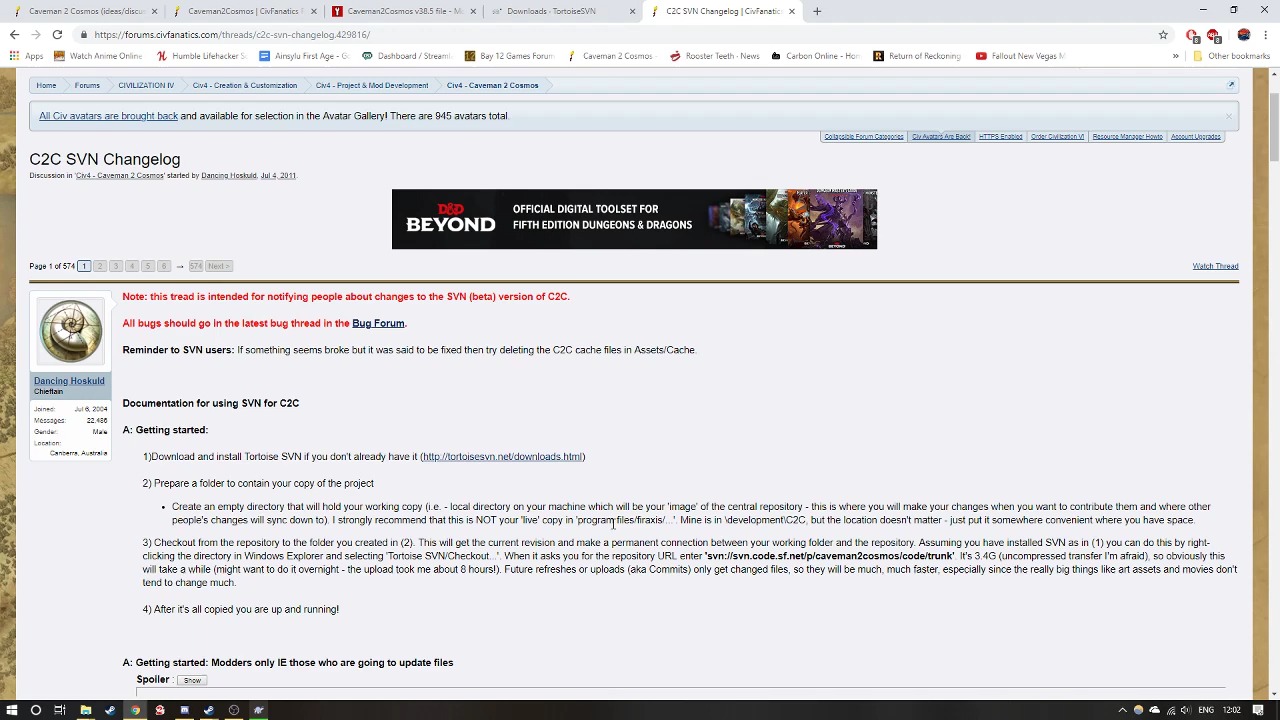 Caveman 2 Cosmos (ideas/discus
Caveman2Cosmos | CivFanatics F
Caveman2Cosmos v38.5 file - Mo
Downloads · TortoiseSVN
C2C SVN Changelog | CivFanatics
https://forums.civfanatics.com/threads/c2c-svn-changelog.429816/
Apps Watch Anime Online Humble Lifehacker S Ainsylu First Age - G Dashboard / Streaml Bay 12 Games Forum Caveman 2 Cosmos - Rooster Teeth - News: Carbon Online - Hom Return of Reckoning Fallout New Vegas M » Other bookmarks
Home Forums CIVILIZATION IV Civ4 - Creation & Customization Civ4 - Project & Mod Development Civ4 - Caveman 2 Cosmos
All Civ avatars are brought back and available for selection in the Avatar Gallery! There are 945 avatars total.
Collapsible Forum Categories Civ Avatars Are Back! HTTPS Enabled Order Civilization VI Resource Manager Howto Account Upgrades
C2C SVN Changelog
Discussion in 'Civ4 - Caveman 2 Cosmos' started by Dancing Hoskuld, Jul 4, 2011.
D&D BEYOND
OFFICIAL DIGITAL TOOLSET FOR
FIFTH EDITION DUNGEONS & DRAGONS
Page 1 of 574 1 2 3 4 5 6 → 574 Next >
Watch Thread
Note: this tread is intended for notifying people about changes to the SVN (beta) version of C2C.
All bugs should go in the latest bug thread in the Bug Forum.
Reminder to SVN users: If something seems broke but it was said to be fixed then try deleting the C2C cache files in Assets/Cache.
Dancing Hoskuld
Chieftain
Joined: Jul 6, 2004
Messages: 22,486
Gender: Male
Location:
Canberra, Australia
Documentation for using SVN for C2C
A: Getting started:
1)Download and install Tortoise SVN if you don't already have it (http://tortoisesvn.net/downloads.html)
2) Prepare a folder to contain your copy of the project
• Create an empty directory that will hold your working copy (i.e. - local directory on your machine which will be your 'image' of the central repository - this is where you will making your changes when you want to contribute them and where other
people's changes will sync down to). I strongly recommend that this is NOT your 'live' copy in 'program files/firaxis/...'. Mine is in \development\C2C, but the location doesn't matter - just put it somewhere convenient where you have space.
3) Checkout from the repository to the folder you created in (2). This will get the current revision and make a permanent connection between your working folder and the repository. Assuming you have installed SVN as in (1) you can do this by right-
clicking the directory in Windows Explorer and selecting 'Tortoise SVN/Checkout...'. When it asks you for the repository URL enter 'svn://svn.code.sf.net/p/caveman2cosmos/code/trunk'. It's 3.4G (uncompressed transfer I'm afraid), so obviously this
will take a while (might want to do it overnight - the upload took me about 8 hours!). Future refreshes or uploads (aka Commits) only get changed files, so they will be much, much faster, especially since the really big things like art assets and movies don't
tend to change much.
4) After it's all copied you are up and running!
A: Getting started: Modders only IE those who are going to update files
Spoiler : Show
ENG 12:02